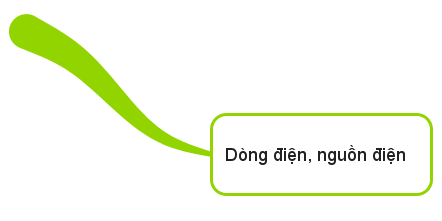 Dòng điện, nguồn điện